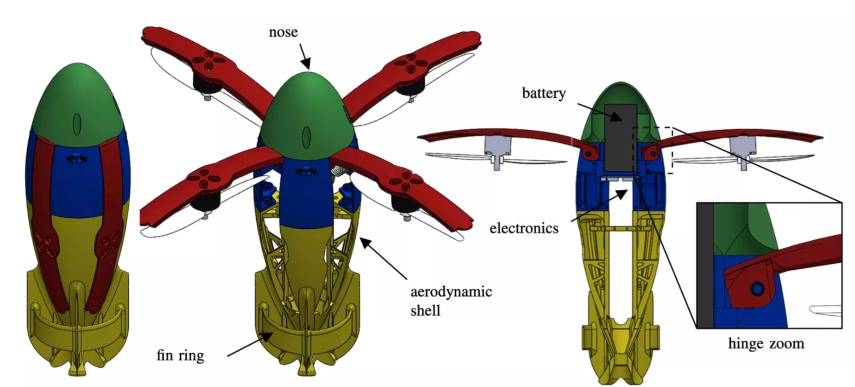 nose
battery
electronics
aerodynamic
shell
fin ring
hinge zoom